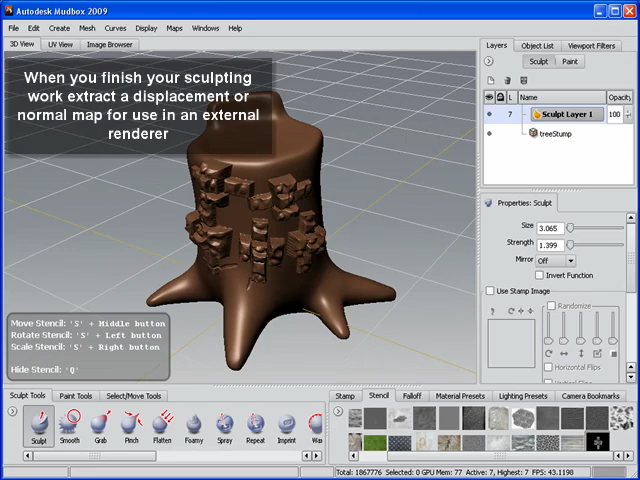 Autodesk Mudbox 2009
File Edit Create Mesh Curves Display Maps Windows Help
3D View UV View Image Browser
Layers Object List Viewport Filters
Sculpt Paint
L Name Opacity
7 Sculpt Layer 1 100
treeStump
When you finish your sculpting
work extract a displacement or
normal map for use in an external
renderer
Properties: Sculpt
Size 3.065
Strength 1.399
Mirror Off
Invert Function
Use Stamp Image
Randomize
Horizontal Flips
Vertical Flips
Move Stencil: 'S' + Middle button
Rotate Stencil: 'S' + Left button
Scale Stencil: 'S' + Right button
Hide Stencil: 'Q'
Sculpt Tools Paint Tools Select/Move Tools
Stamp Stencil Falloff Material Presets Lighting Presets Camera Bookmarks
Sculpt Smooth Grab Pinch Flatten Foamy Spray Repeat Imprint Wax
Total: 1867776 Selected: 0 GPU Mem: 77 Active: 7, Highest: 7 FPS: 43.1198